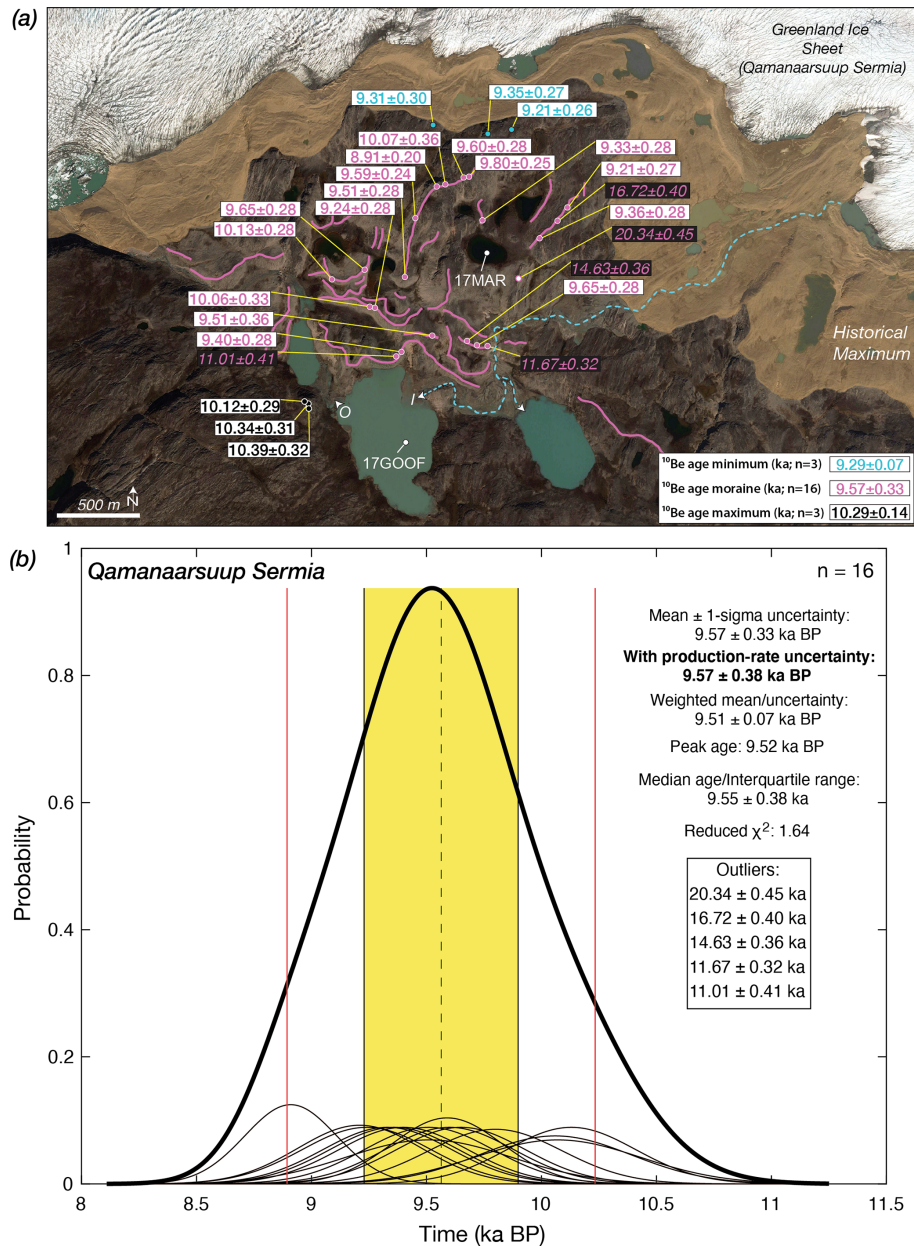 (a)
Greenland Ice
Sheet
(Qamanaarsuup Sermia)
9.31±0.30
9.35±0.27
9.21±0.26
10.07±0.36
8.91±0.20
9.59±0.24
9.51±0.28
9.24±0.28
9.60±0.28
9.80±0.25
9.33±0.28
9.21±0.27
16.72±0.40
9.36±0.28
20.34±0.45
9.65±0.28
10.13±0.28
17MAR
14.63±0.36
9.65±0.28
10.06±0.33
9.51±0.36
9.40±0.28
11.01±0.41
11.67±0.32
Historical
Maximum
10.12±0.29
10.34±0.31
10.39±0.32
O
I
17GOOF
500 m
N
¹⁰Be age minimum (ka; n=3) 9.29±0.07
¹⁰Be age moraine (ka; n=16) 9.57±0.33
¹⁰Be age maximum (ka; n=3) 10.29±0.14
(b)
Qamanaarsuup Sermia
n = 16
Mean ± 1-sigma uncertainty:
9.57 ± 0.33 ka BP
With production-rate uncertainty:
9.57 ± 0.38 ka BP
Weighted mean/uncertainty:
9.51 ± 0.07 ka BP
Peak age: 9.52 ka BP
Median age/Interquartile range:
9.55 ± 0.38 ka
Reduced χ²: 1.64
Outliers:
20.34 ± 0.45 ka
16.72 ± 0.40 ka
14.63 ± 0.36 ka
11.67 ± 0.32 ka
11.01 ± 0.41 ka
Probability
1
0.8
0.6
0.4
0.2
0
8
8.5
9
9.5
10
10.5
11
11.5
Time (ka BP)